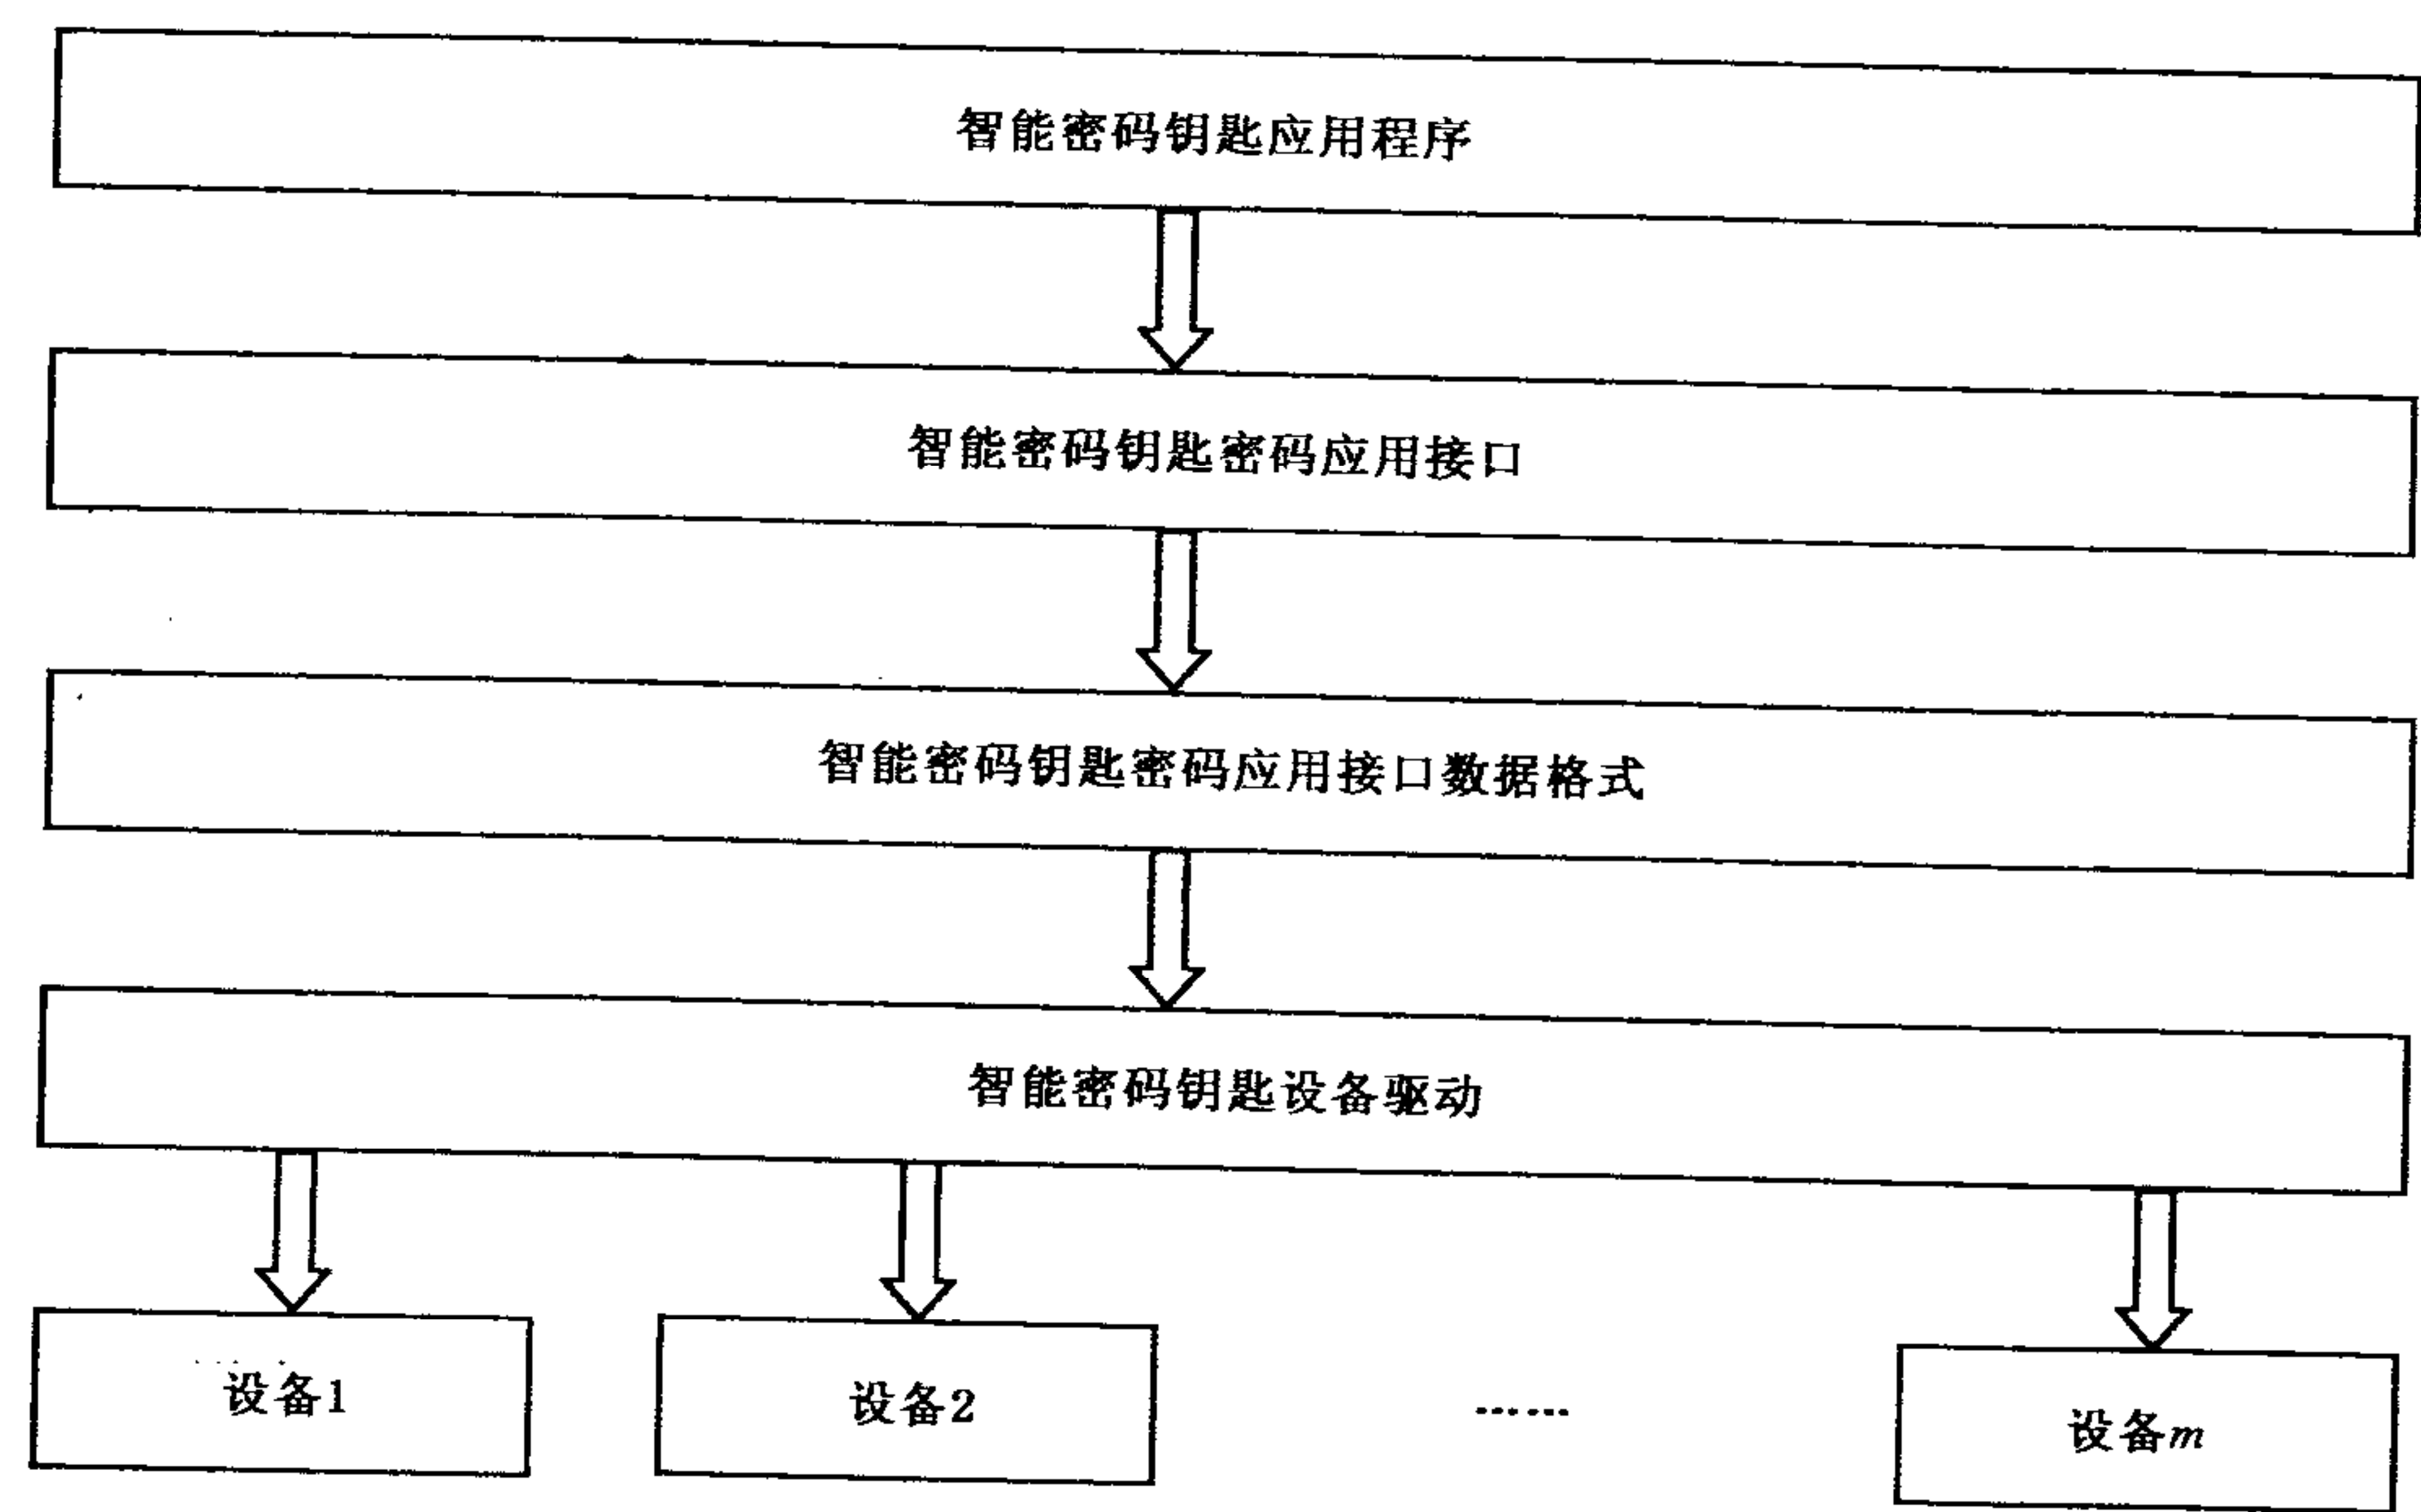 智能密码钥匙应用程序
智能密码钥匙密码应用接口
智能密码钥匙密码应用接口数据格式
智能密码钥匙设备驱动
设备1
设备2
……
设备m